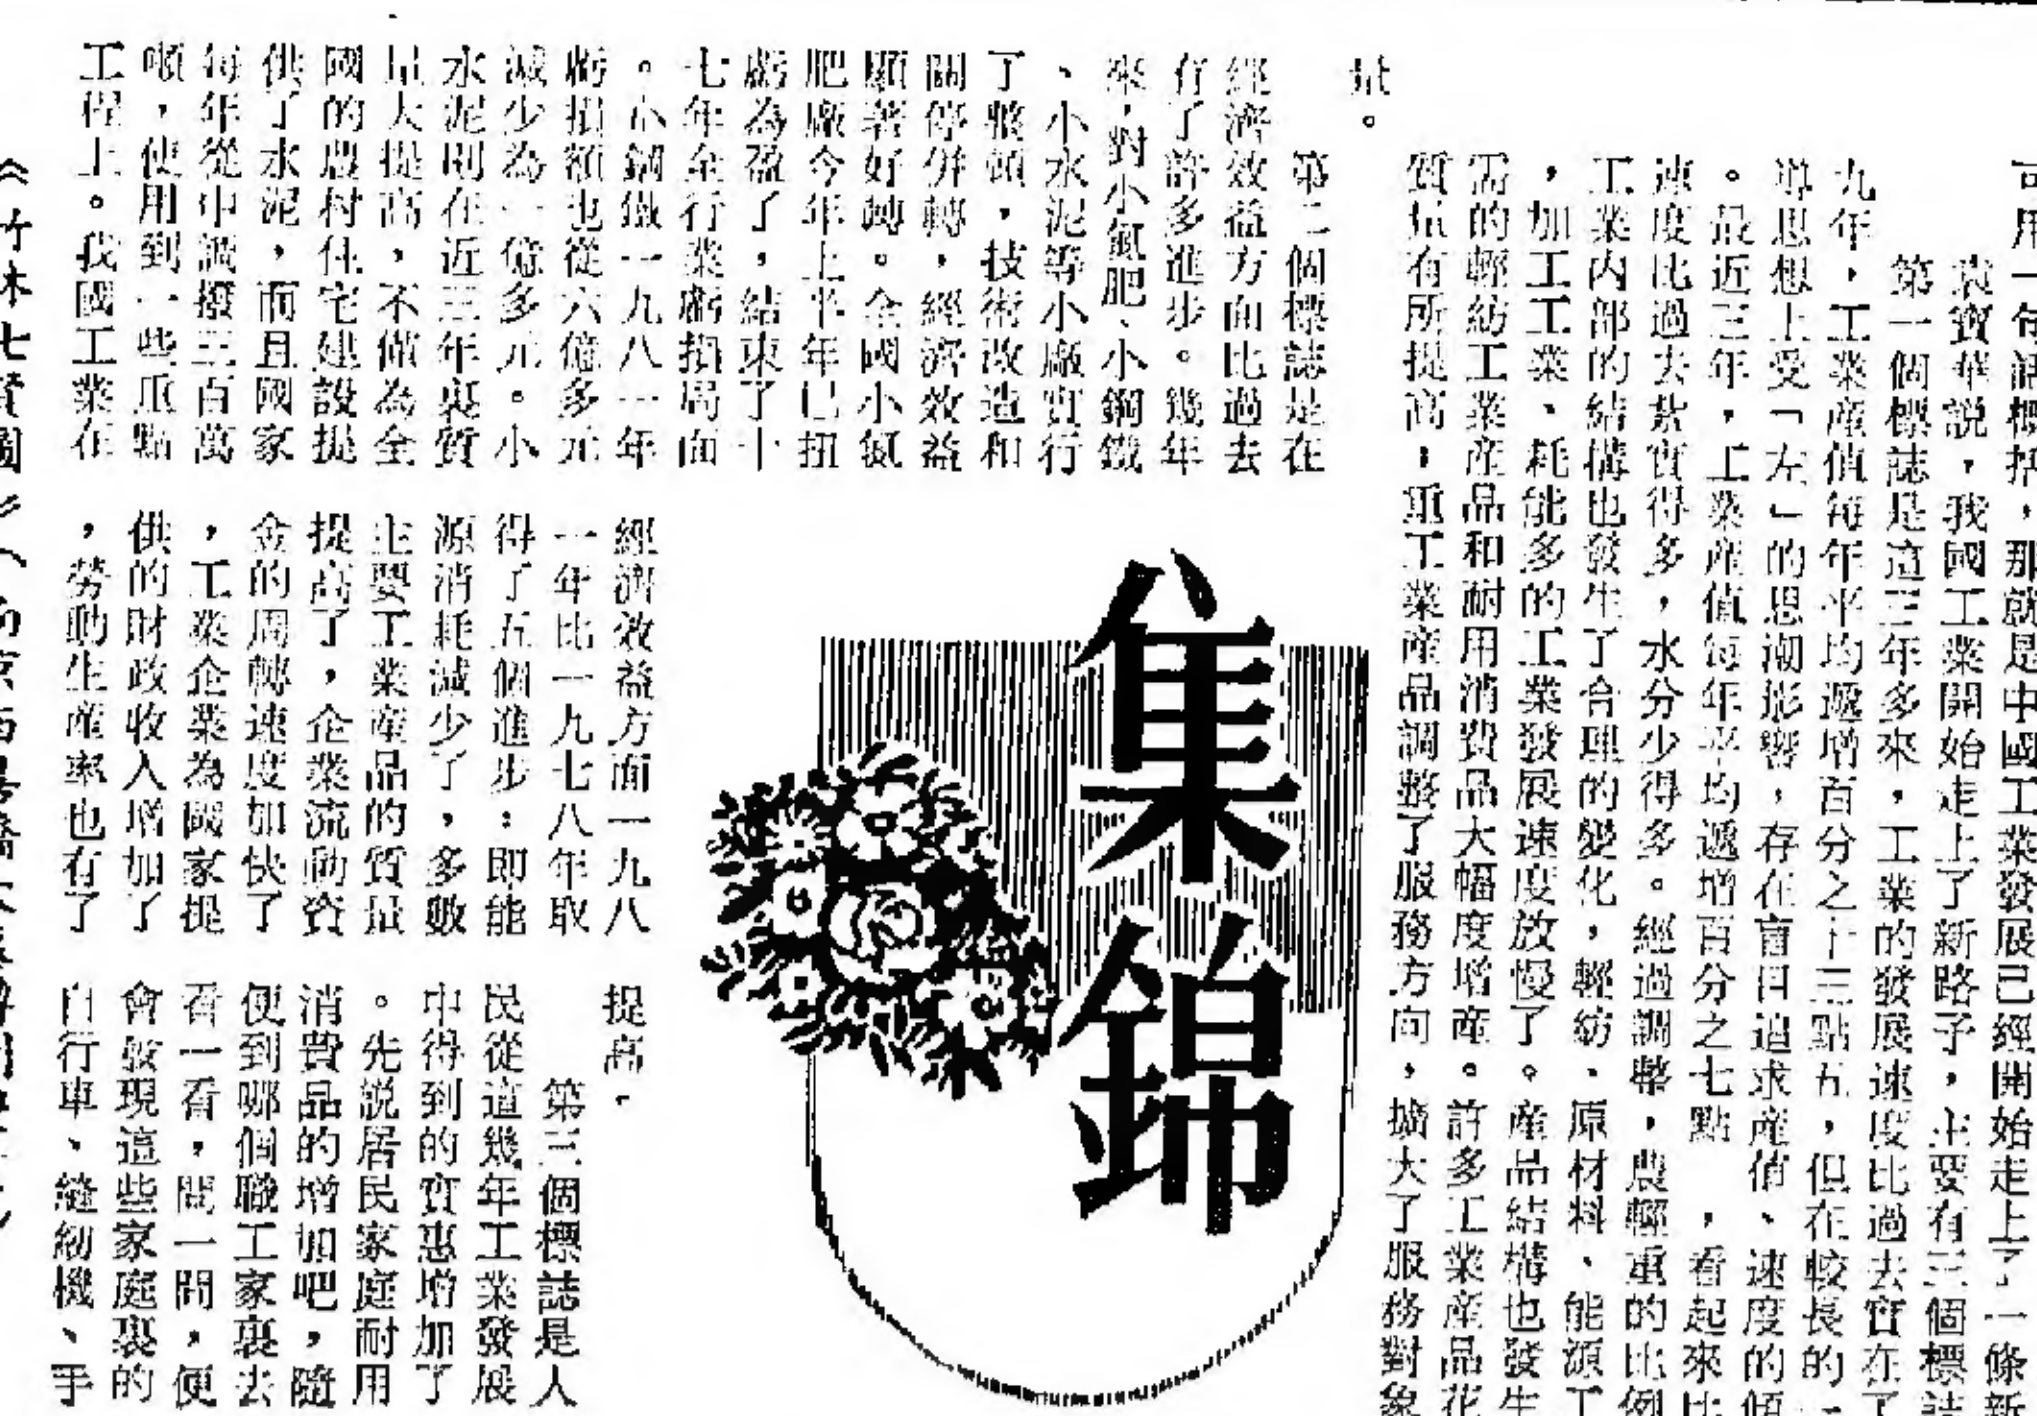 可用一句話概括，那就是中國工業發展已經開始走上了一條新
袁寶華説，我國工業開始走上了新路子，主要有三個標誌
第一個標誌是這三年多來，工業的發展速度比過去實在了
九年，工業産值每年平均遞增百分之十三點五，但在較長的一
導思想上受「左」的思潮影響，存在盲目追求産值、速度的傾
。最近三年，工業産值每年平均遞增百分之七點，看起來比
速度比過去紮實得多，水分少得多。經過調整，農輕重的比例
工業内部的結構也發生了合理的變化，輕紡、原材料、能源工
，加工工業、耗能多的工業發展速度放慢了。産品結構也發生
需的輕紡工業産品和耐用消費品大幅度增産。許多工業産品花
質量有所提高；重工業産品調整了服務方向，擴大了服務對象
量。
第二個標誌是在
經濟效益方面比過去
有了許多進步。幾年
來，對小氮肥、小鋼鐵
、小水泥等小廠實行
了整頓，技術改造和
關停併轉，經濟效益
顯著好轉。全國小氮
肥廠今年上半年已扭
虧為盈了，結束了十
七年全行業虧損局面
。小鋼鐵一九八一年
虧損額也從六億多元
減少為一億多元。小
水泥則在近三年裏質
量大提高，不僅為全
國的農村住宅建設提
供了水泥，而且國家
每年從中調撥三百萬
噸，使用到一些重點
工程上。我國工業在
經濟效益方面一九八
一年比一九七八年取
得了五個進步：即能
源消耗減少了，多數
主要工業産品的質量
提高了，企業流動資
金的周轉速度加快了
，工業企業為國家提
供的財政收入增加了
，勞動生産率也有了
提高。
第三個標誌是人
民從這幾年工業發展
中得到的實惠增加了
。先説居民家庭耐用
消費品的增加吧，隨
便到哪個職工家裏去
看一看，問一問，便
會發現這些家庭裏的
自行車、縫紉機、手
集錦
《竹林七賢圖》（南京西善橋